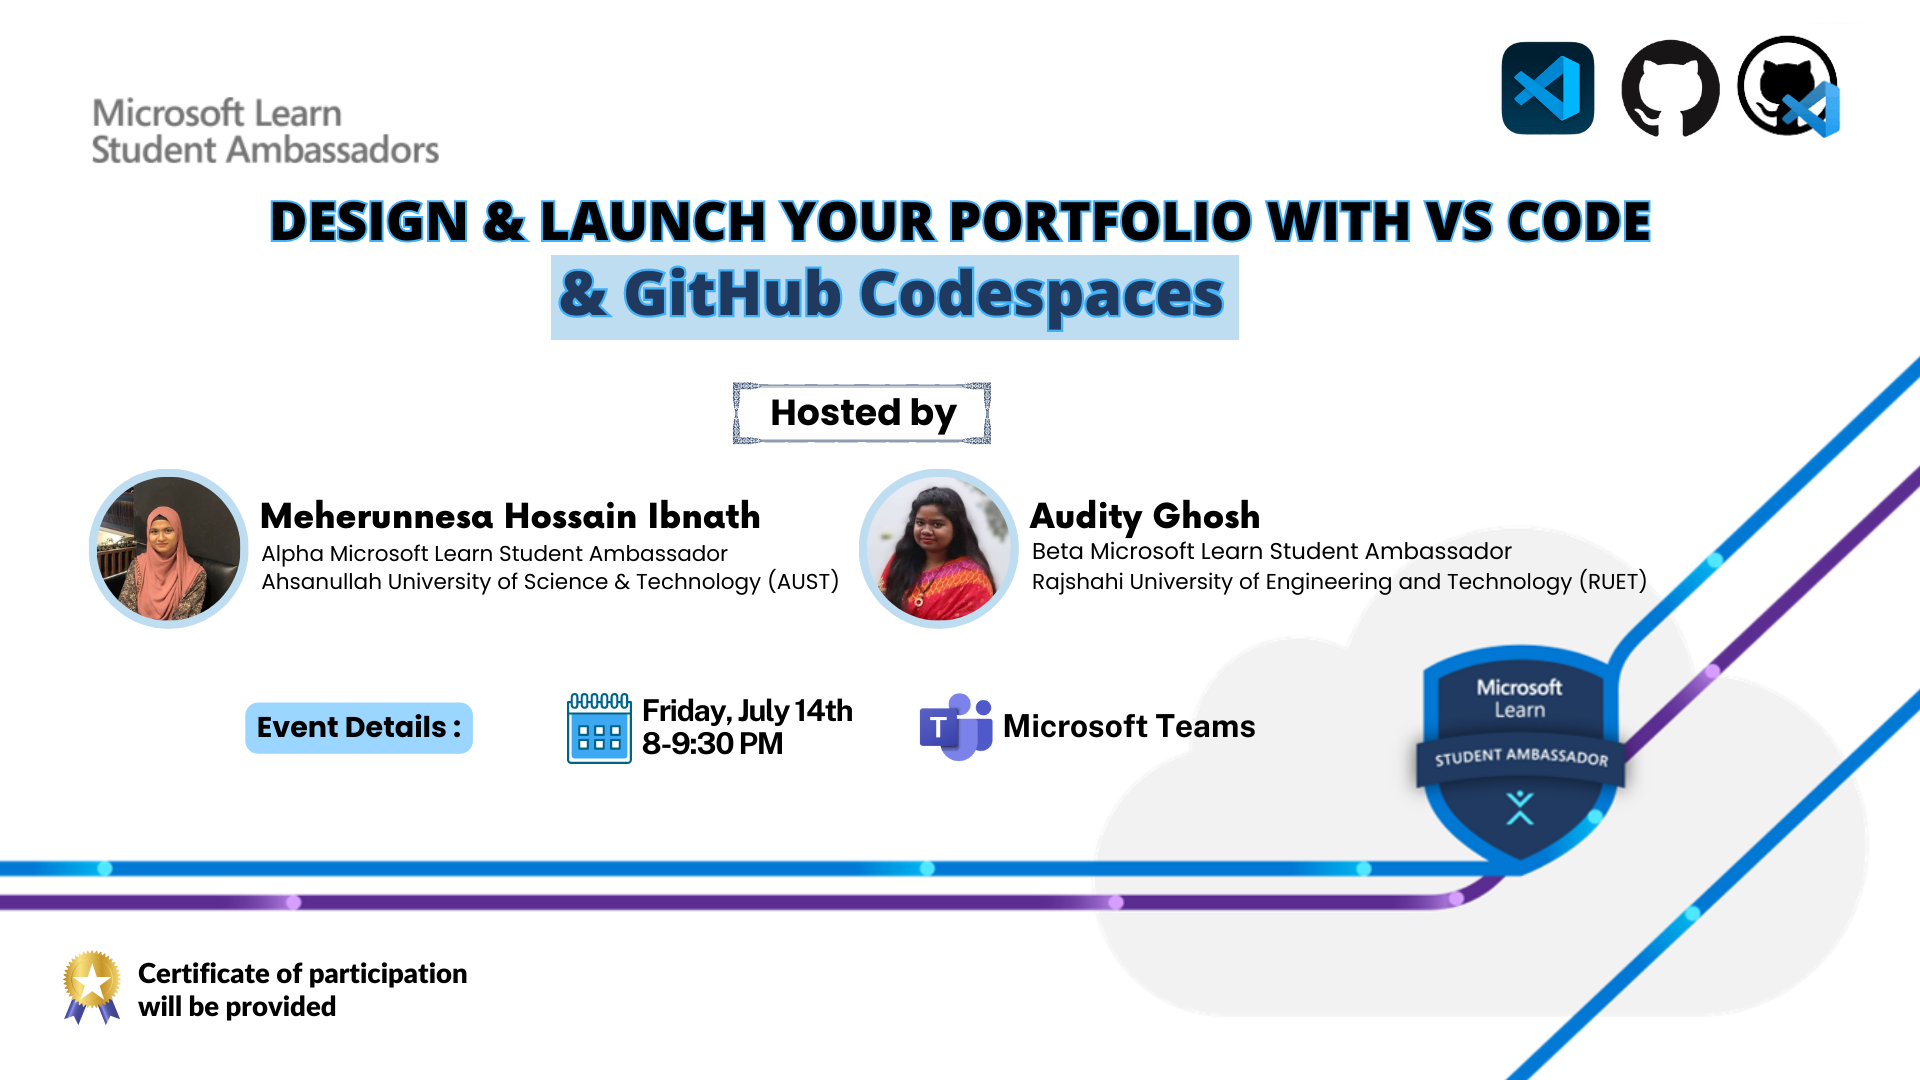 Microsoft Learn
Student Ambassadors
DESIGN & LAUNCH YOUR PORTFOLIO WITH VS CODE
& GitHub Codespaces
Hosted by
Meherunnesa Hossain Ibnath
Alpha Microsoft Learn Student Ambassador
Ahsanullah University of Science & Technology (AUST)
Audity Ghosh
Beta Microsoft Learn Student Ambassador
Rajshahi University of Engineering and Technology (RUET)
Event Details :
Friday, July 14th
8-9:30 PM
T
Microsoft Teams
Microsoft
Learn
STUDENT AMBASSADOR
Certificate of participation
will be provided